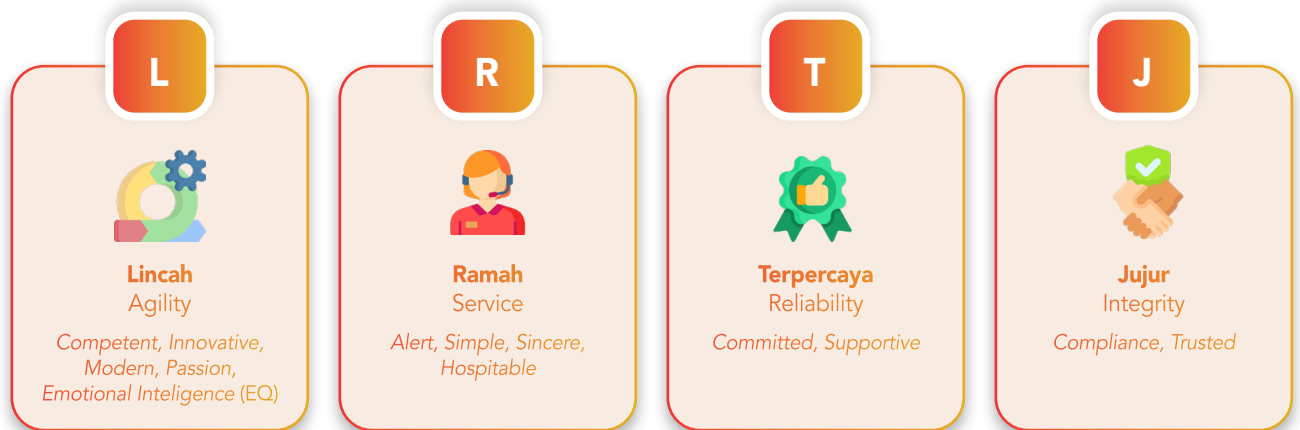 L
Lincah
Agility
Competent, Innovative,
Modern, Passion,
Emotional Inteligence (EQ)
R
Ramah
Service
Alert, Simple, Sincere,
Hospitable
T
Terpercaya
Reliability
Committed, Supportive
J
Jujur
Integrity
Compliance, Trusted